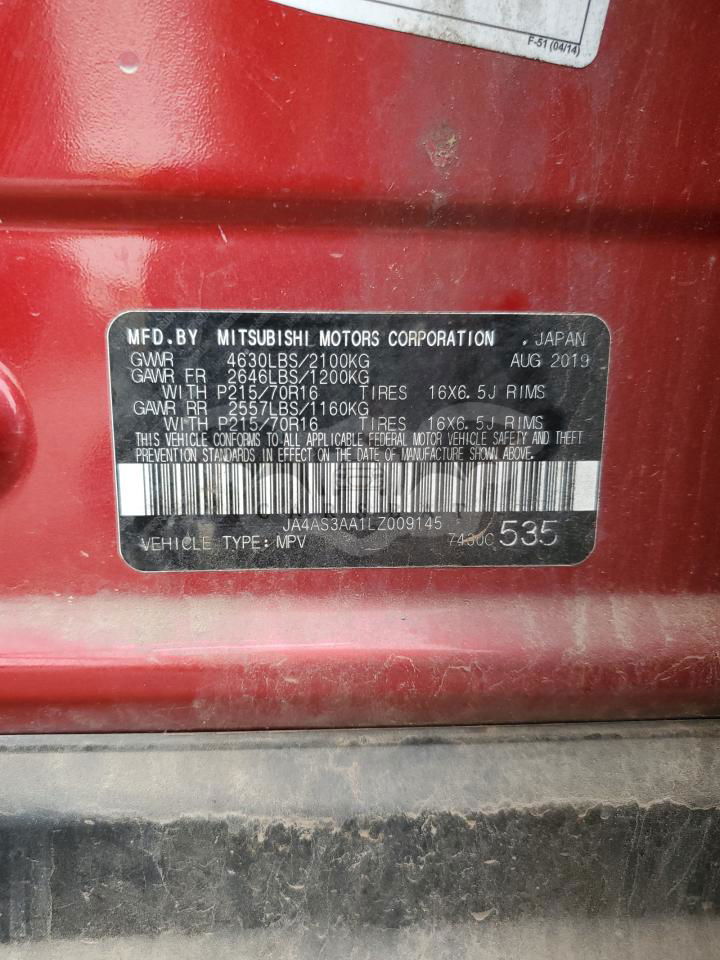 F-51 (04/14)
MFD.BY MITSUBISHI MOTORS CORPORATION . JAPAN
GVWR 4630LBS/2100KG AUG 2019
GAWR FR 2646LBS/1200KG
WITH P215/70R16 TIRES 16X6.5J RIMS
GAWR RR 2557LBS/1160KG
WITH P215/70R16 TIRES 16X6.5J RIMS
THIS VEHICLE CONFORMS TO ALL APPLICABLE FEDERAL MOTOR VEHICLE SAFETY AND THEFT
PREVENTION STANDARDS IN EFFECT ON THE DATE OF MANUFACTURE SHOWN ABOVE.
JA4AS3AA1LZ009145
VEHICLE TYPE:MPV 7430C 535